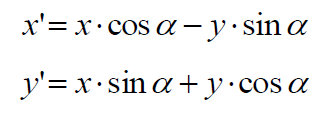 x'= x·cos α − y·sin α
y'= x·sin α + y·cos α